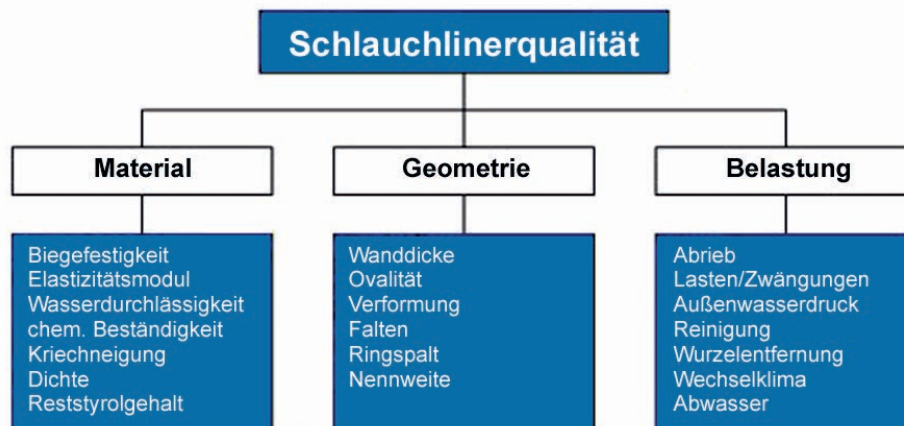 Schlauchlinerqualität
Material
Biegefestigkeit
Elastizitätsmodul
Wasserdurchlässigkeit
chem. Beständigkeit
Kriechneigung
Dichte
Reststyrolgehalt
Geometrie
Wanddicke
Ovalität
Verformung
Falten
Ringspalt
Nennweite
Belastung
Abrieb
Lasten/Zwängungen
Außenwasserdruck
Reinigung
Wurzelentfernung
Wechselklima
Abwasser